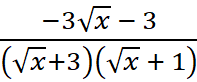 −3√x − 3
(√x+3)(√x + 1)